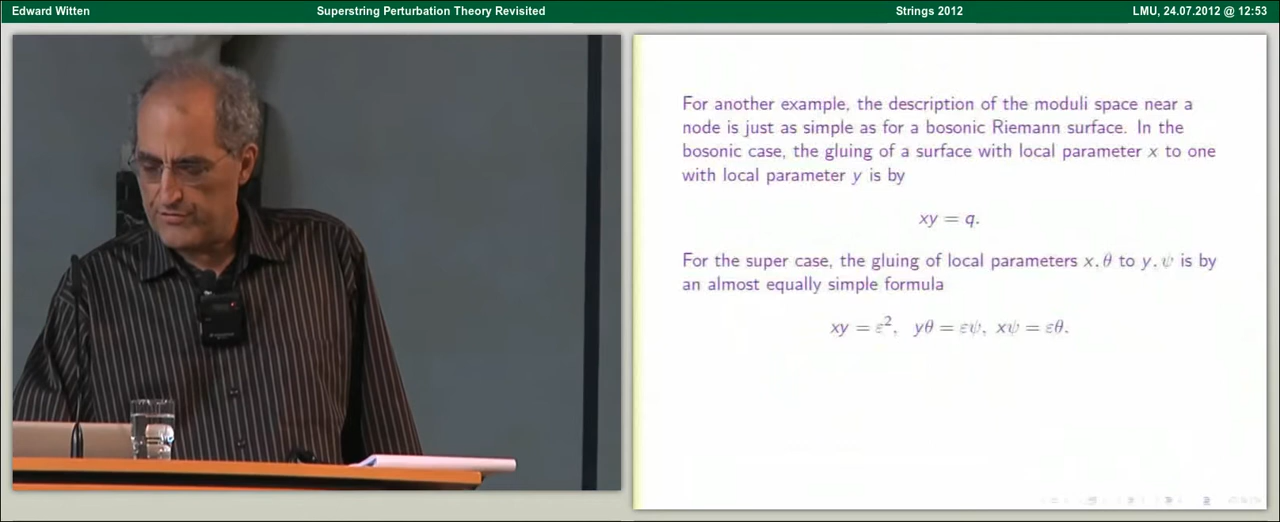 Edward Witten
Superstring Perturbation Theory Revisited
Strings 2012
LMU, 24.07.2012 @ 12:53
For another example, the description of the moduli space near a
node is just as simple as for a bosonic Riemann surface. In the
bosonic case, the gluing of a surface with local parameter x to one
with local parameter y is by
xy = q.
For the super case, the gluing of local parameters x, θ to y, ψ is by
an almost equally simple formula
xy = ε², yθ = εψ, xψ = εθ.